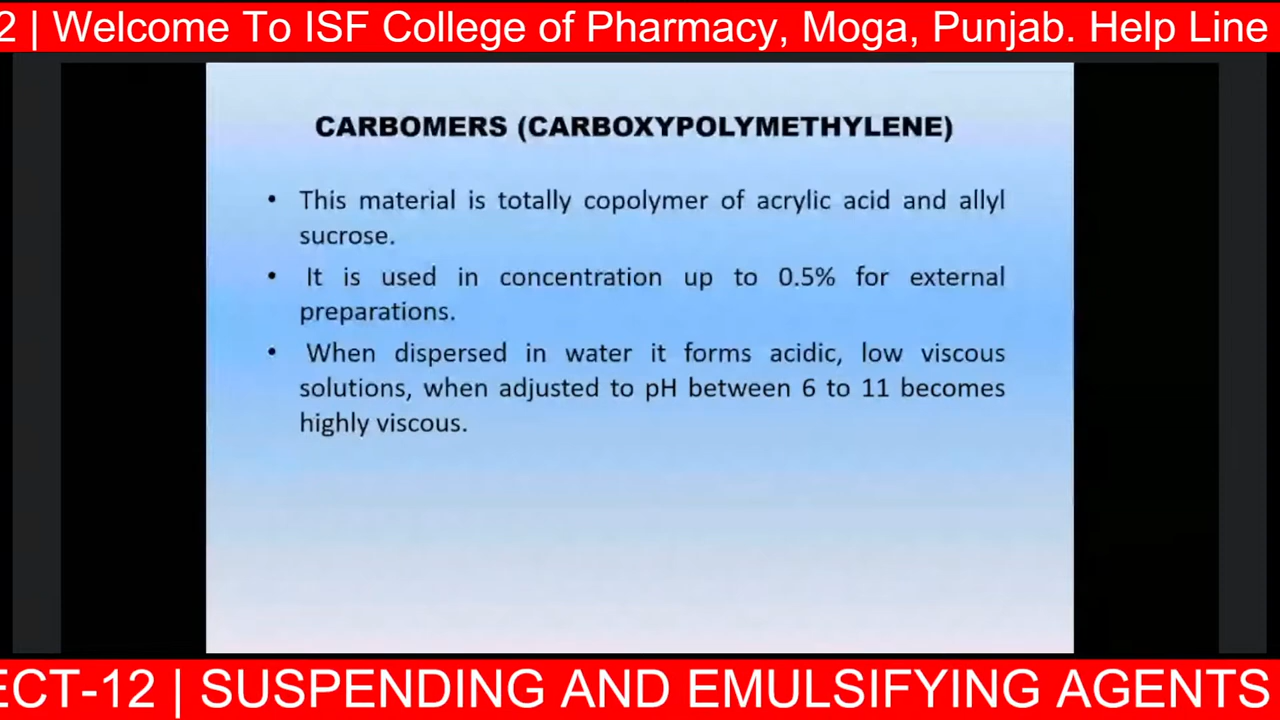 2 | Welcome To ISF College of Pharmacy, Moga, Punjab. Help Line
CARBOMERS (CARBOXYPOLYMETHYLENE)
• This material is totally copolymer of acrylic acid and allyl
sucrose.
• It is used in concentration up to 0.5% for external
preparations.
• When dispersed in water it forms acidic, low viscous
solutions, when adjusted to pH between 6 to 11 becomes
highly viscous.
ECT-12 | SUSPENDING AND EMULSIFYING AGENTS